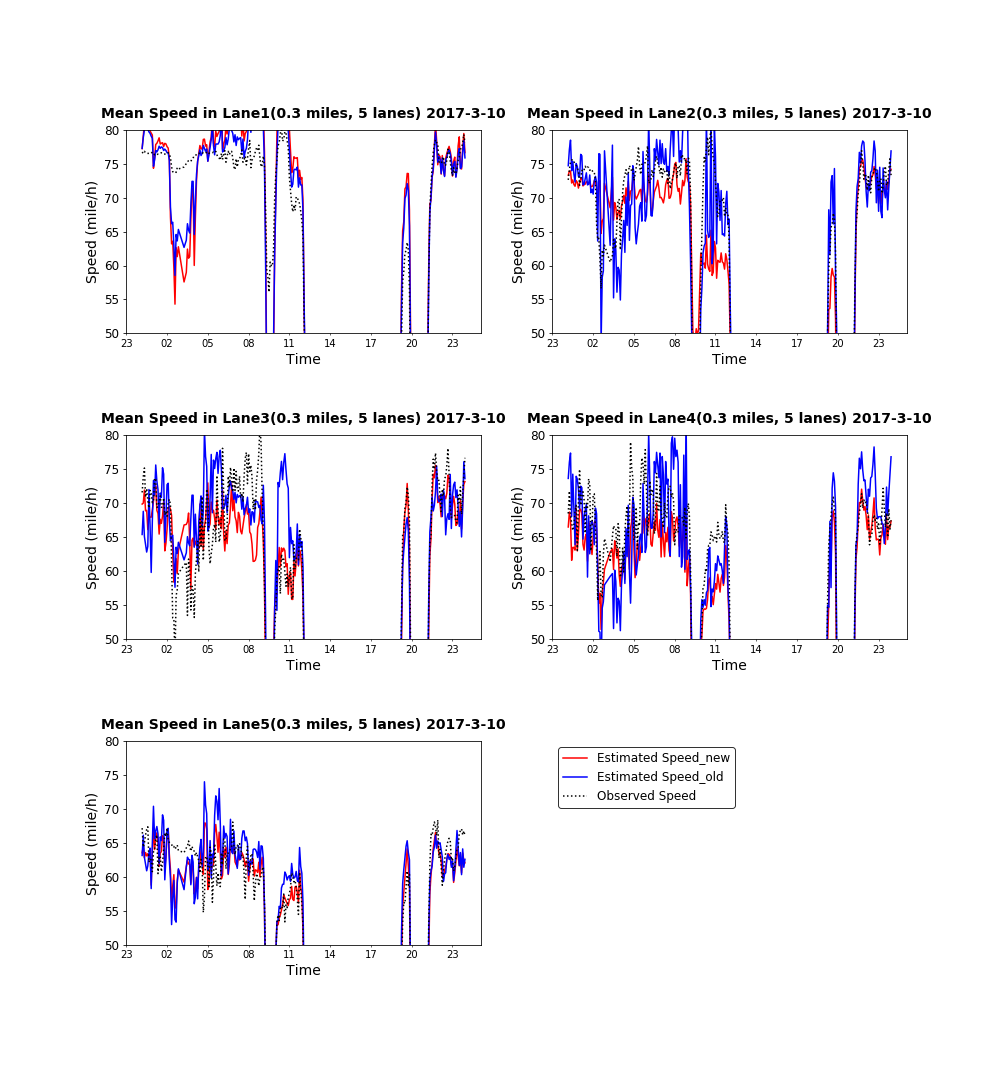 Mean Speed in Lane1(0.3 miles, 5 lanes) 2017-3-10
80
75
70
65
60
55
50
Speed (mile/h)
23 02 05 08 11 14 17 20 23
Time
Mean Speed in Lane2(0.3 miles, 5 lanes) 2017-3-10
80
75
70
65
60
55
50
Speed (mile/h)
23 02 05 08 11 14 17 20 23
Time
Mean Speed in Lane3(0.3 miles, 5 lanes) 2017-3-10
80
75
70
65
60
55
50
Speed (mile/h)
23 02 05 08 11 14 17 20 23
Time
Mean Speed in Lane4(0.3 miles, 5 lanes) 2017-3-10
80
75
70
65
60
55
50
Speed (mile/h)
23 02 05 08 11 14 17 20 23
Time
Mean Speed in Lane5(0.3 miles, 5 lanes) 2017-3-10
80
75
70
65
60
55
50
Speed (mile/h)
23 02 05 08 11 14 17 20 23
Time
Estimated Speed_new
Estimated Speed_old
Observed Speed